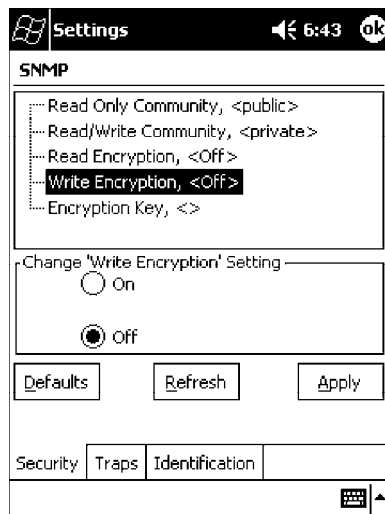 Settings 6:43 ok
SNMP
Read Only Community, <public>
Read/Write Community, <private>
Read Encryption, <Off>
Write Encryption, <Off>
Encryption Key, <>
Change 'Write Encryption' Setting
On
Off
Defaults Refresh Apply
Security Traps Identification